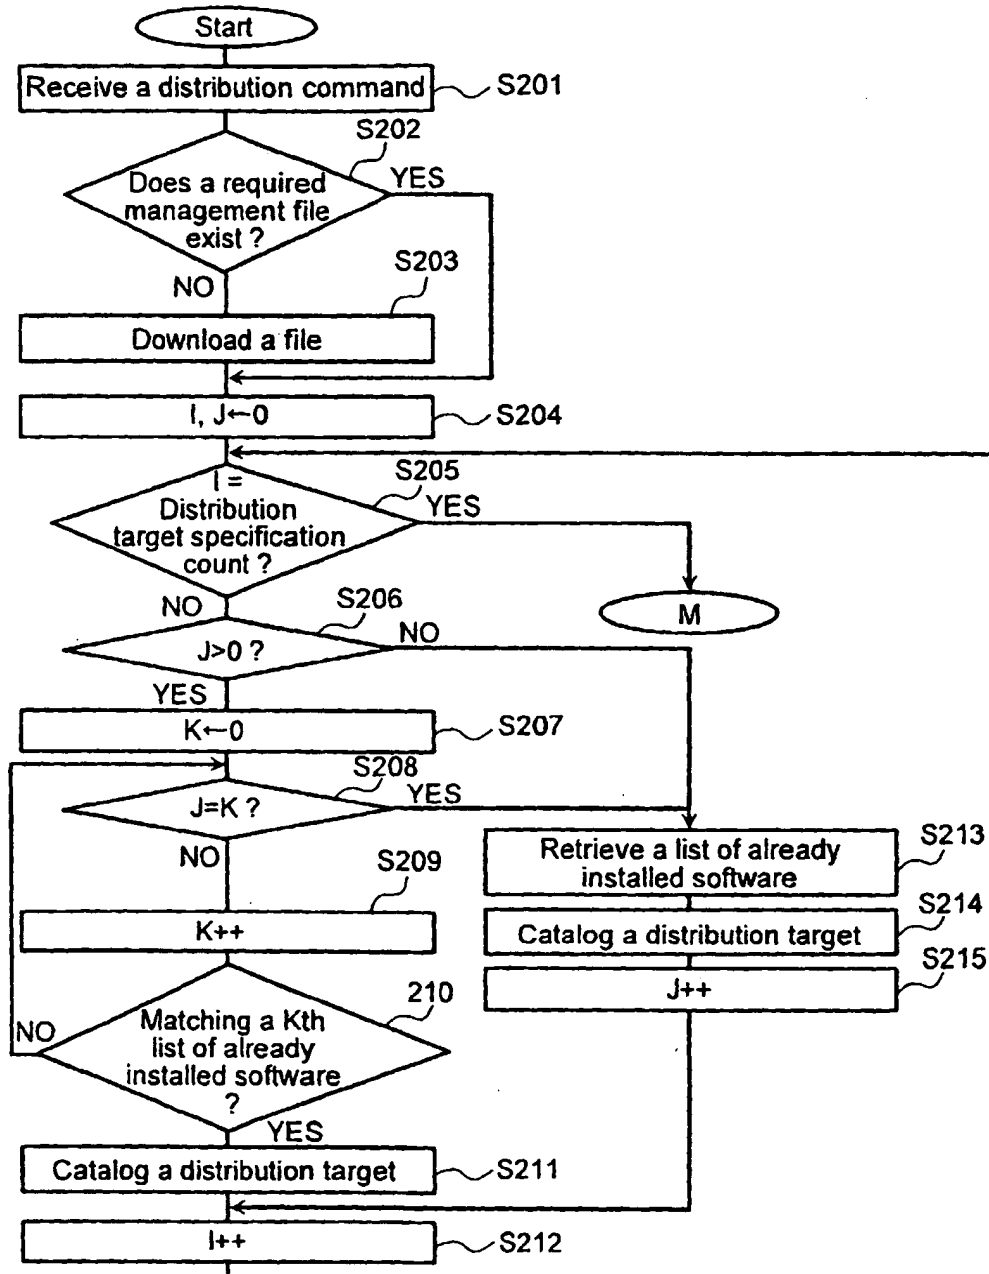 Start
Receive a distribution command
S201
S202
Does a required
management file
exist ?
YES
NO
S203
Download a file
I, J←0
S204
S205
I =
Distribution
target specification
count ?
YES
NO
M
S206
J>0 ?
NO
YES
K←0
S207
S208
J=K ?
YES
NO
S209
K++
Retrieve a list of already
installed software
S213
S214
Catalog a distribution target
S215
J++
210
Matching a Kth
list of already
installed software
?
NO
YES
Catalog a distribution target
S211
I++
S212